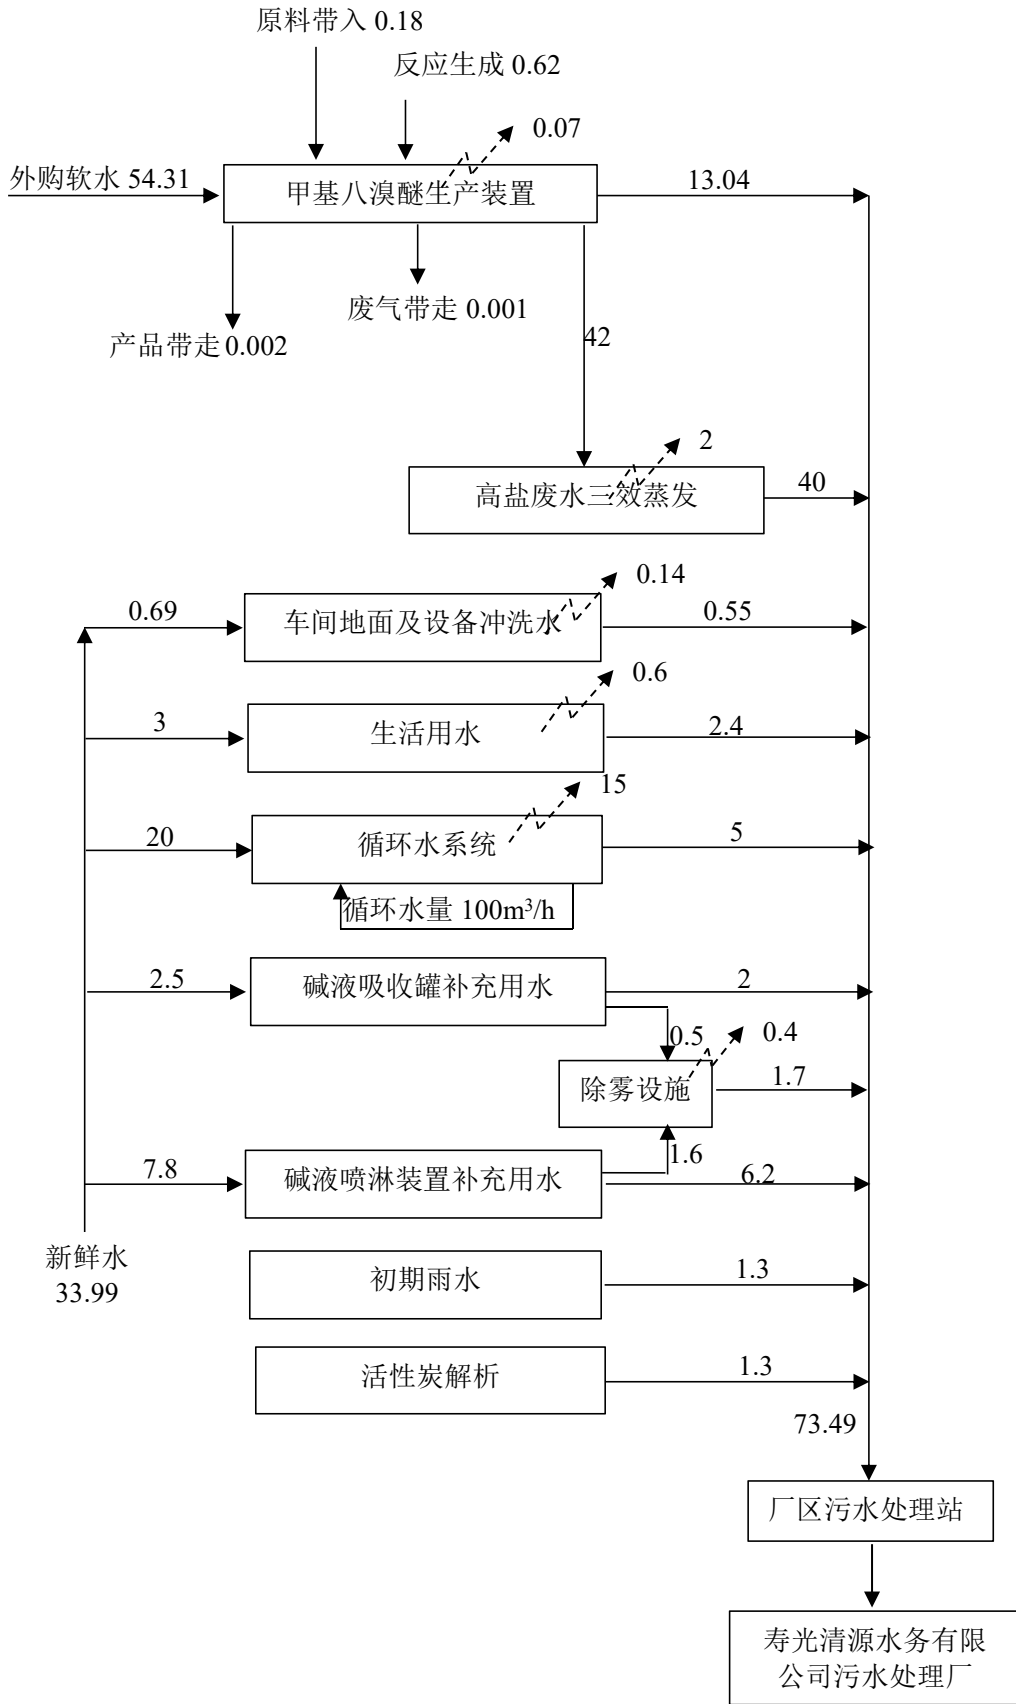 原料带入 0.18
反应生成 0.62
0.07
外购软水 54.31
甲基八溴醚生产装置
13.04
废气带走 0.001
产品带走 0.002
42
2
高盐废水三效蒸发
40
0.14
0.69
车间地面及设备冲洗水
0.55
0.6
3
生活用水
2.4
15
20
循环水系统
5
循环水量 100m³/h
2.5
碱液吸收罐补充用水
2
0.5
0.4
除雾设施
1.7
1.6
7.8
碱液喷淋装置补充用水
6.2
新鲜水
33.99
初期雨水
1.3
活性炭解析
1.3
73.49
厂区污水处理站
寿光清源水务有限
公司污水处理厂